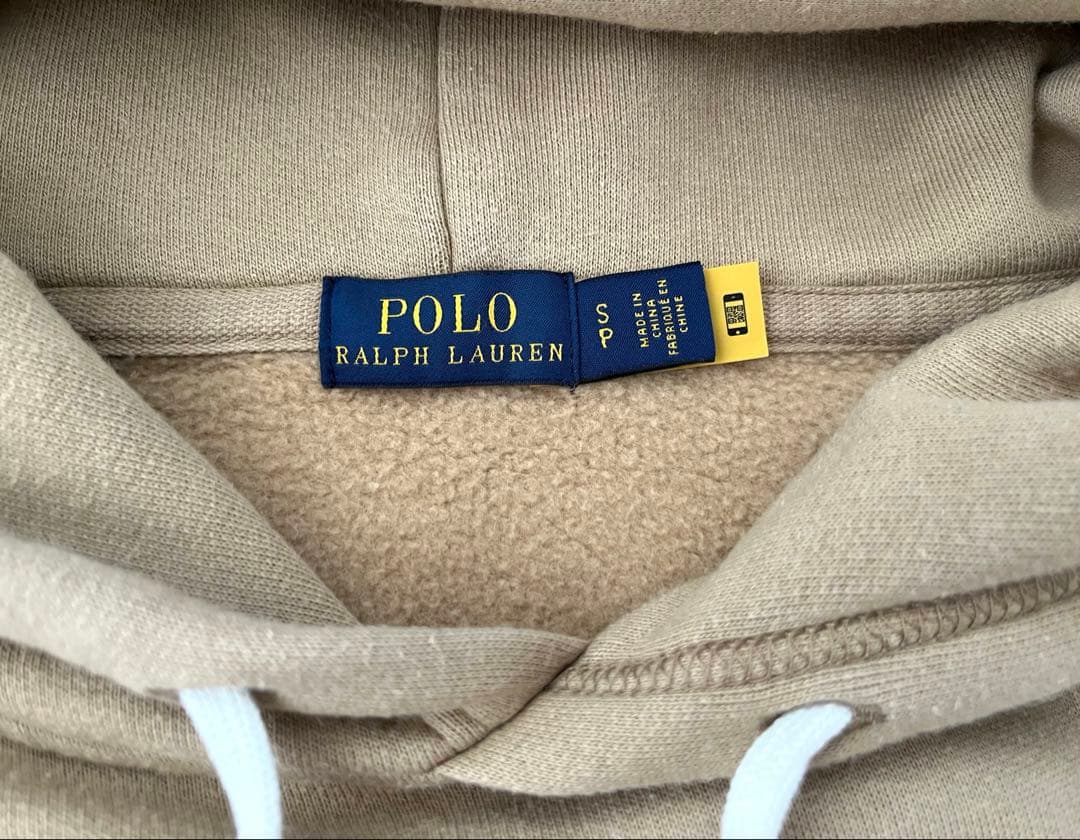 POLO
RALPH LAUREN
S
P
MADE IN
CHINA
FABRIQUÉ EN
CHINE